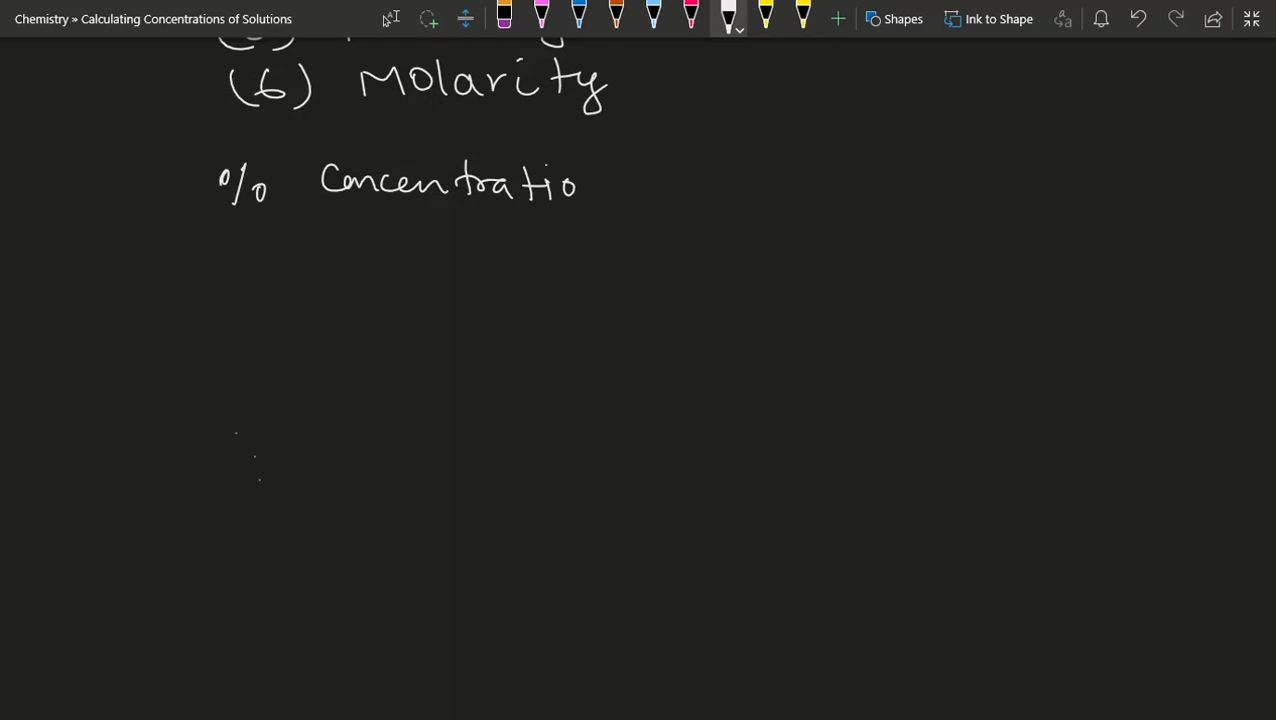 Chemistry » Calculating Concentrations of Solutions
Shapes
Ink to Shape
(6) Molarity
% Concentratio